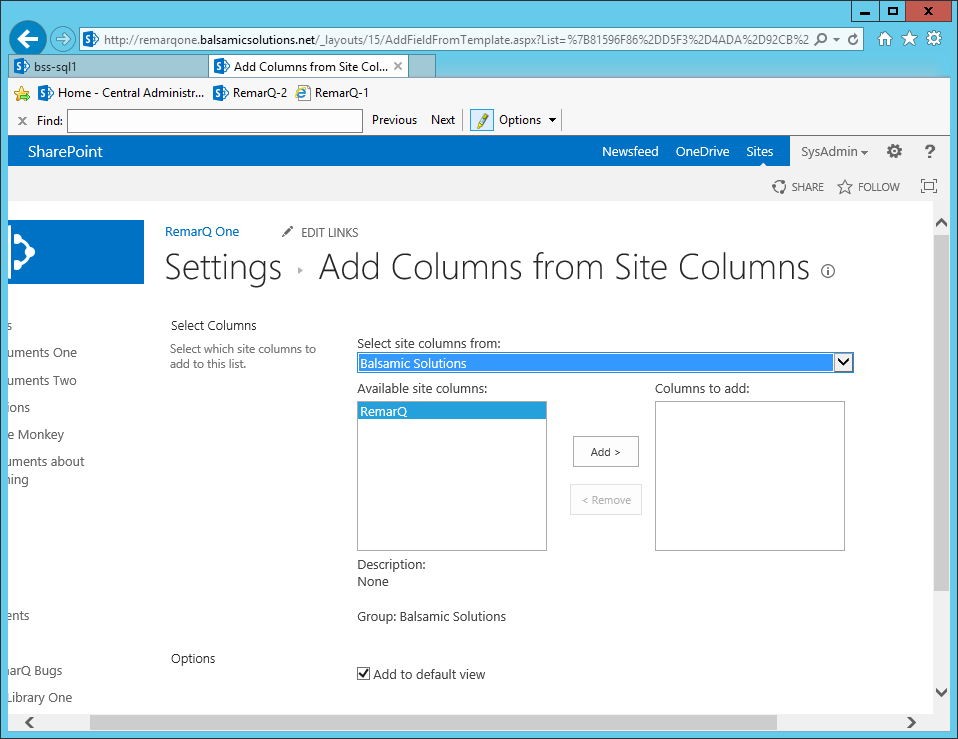 http://remarqone.balsamicsolutions.net/_layouts/15/AddFieldFromTemplate.aspx?List=%7B81596F86%2DD5F3%2D4ADA%2D92CB%2
bss-sql1
Add Columns from Site Col...
Home - Central Administr...
RemarQ-2
RemarQ-1
Find:
Previous
Next
Options
SharePoint
Newsfeed
OneDrive
Sites
SysAdmin
?
SHARE
FOLLOW
RemarQ One
EDIT LINKS
Settings
Add Columns from Site Columns
s
uments One
uments Two
ions
e Monkey
uments about
ning
ents
arQ Bugs
Library One
Select Columns
Select which site columns to
add to this list.
Select site columns from:
Balsamic Solutions
Available site columns:
RemarQ
Add >
< Remove
Columns to add:
Description:
None
Group: Balsamic Solutions
Options
Add to default view